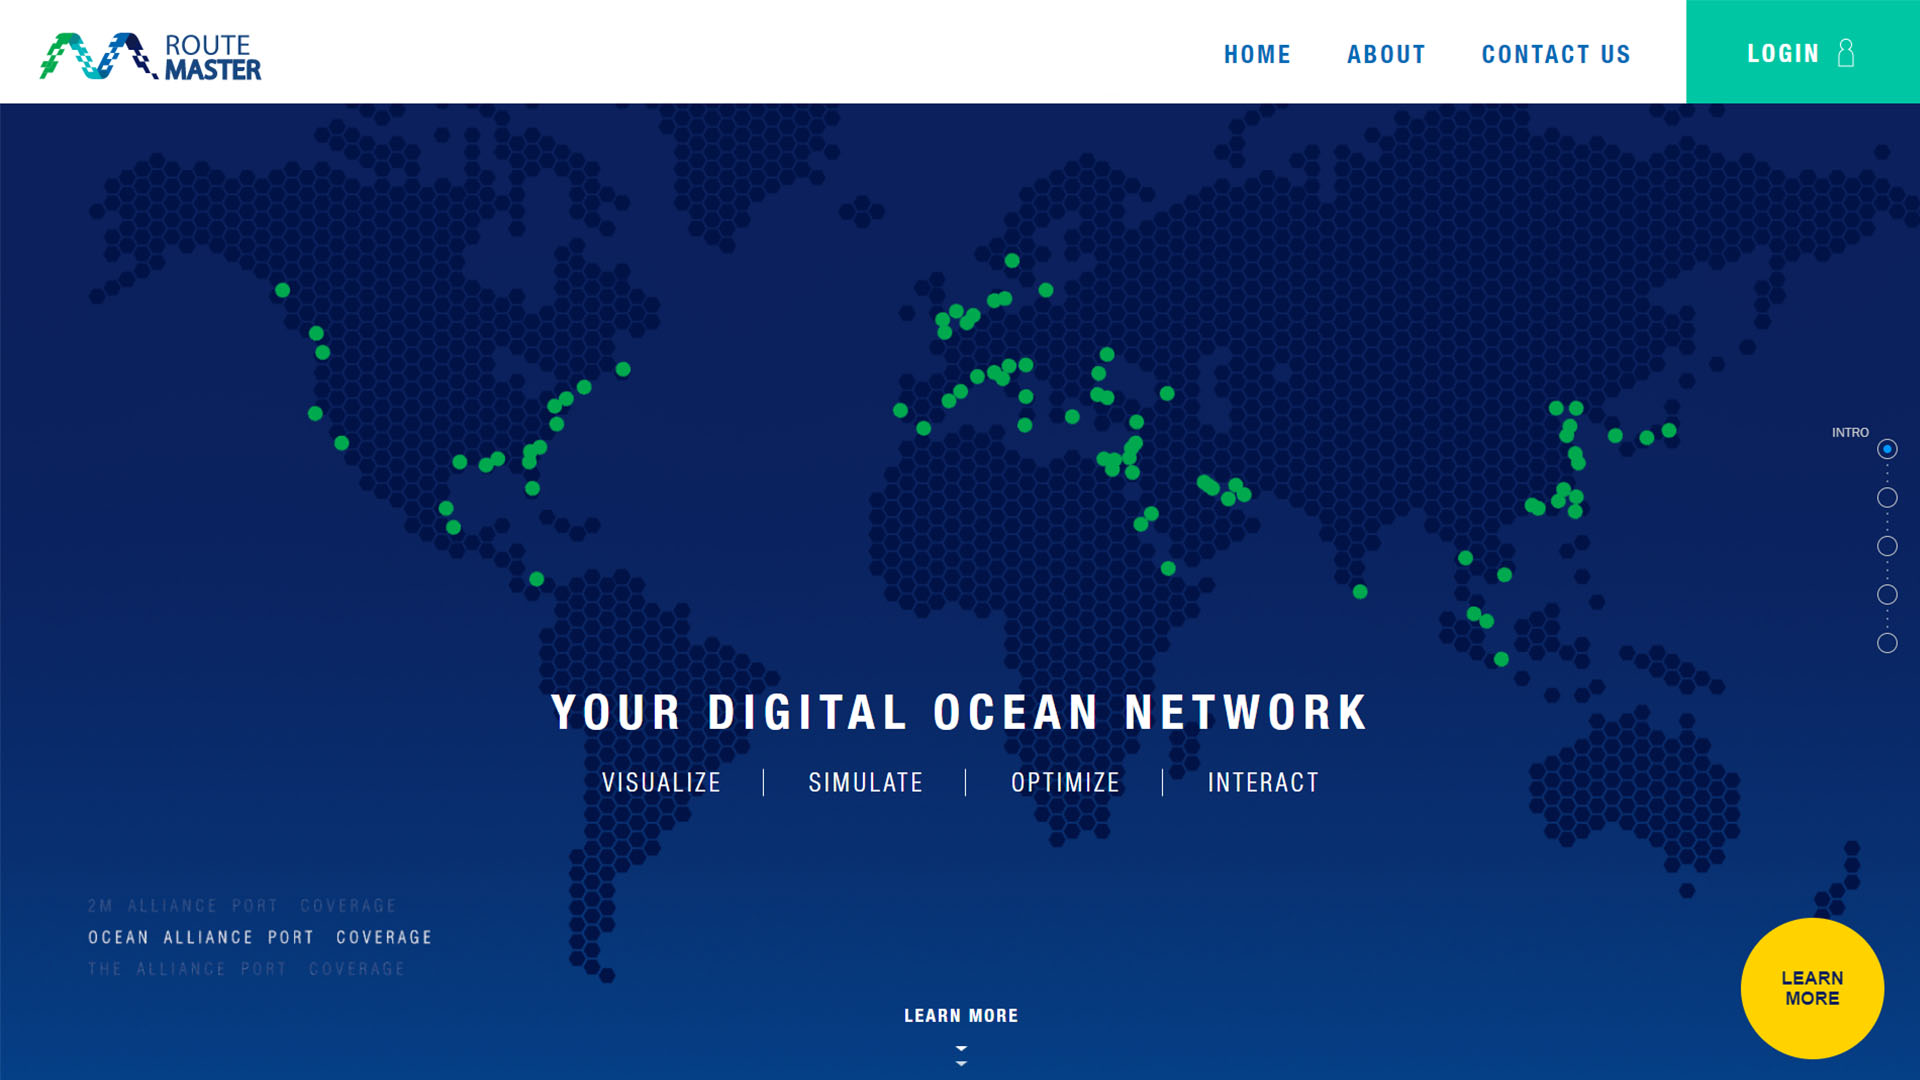 ROUTE
MASTER
HOME ABOUT CONTACT US LOGIN
INTRO
YOUR DIGITAL OCEAN NETWORK
VISUALIZE SIMULATE OPTIMIZE INTERACT
2M ALLIANCE PORT COVERAGE
OCEAN ALLIANCE PORT COVERAGE
THE ALLIANCE PORT COVERAGE
LEARN MORE
LEARN
MORE